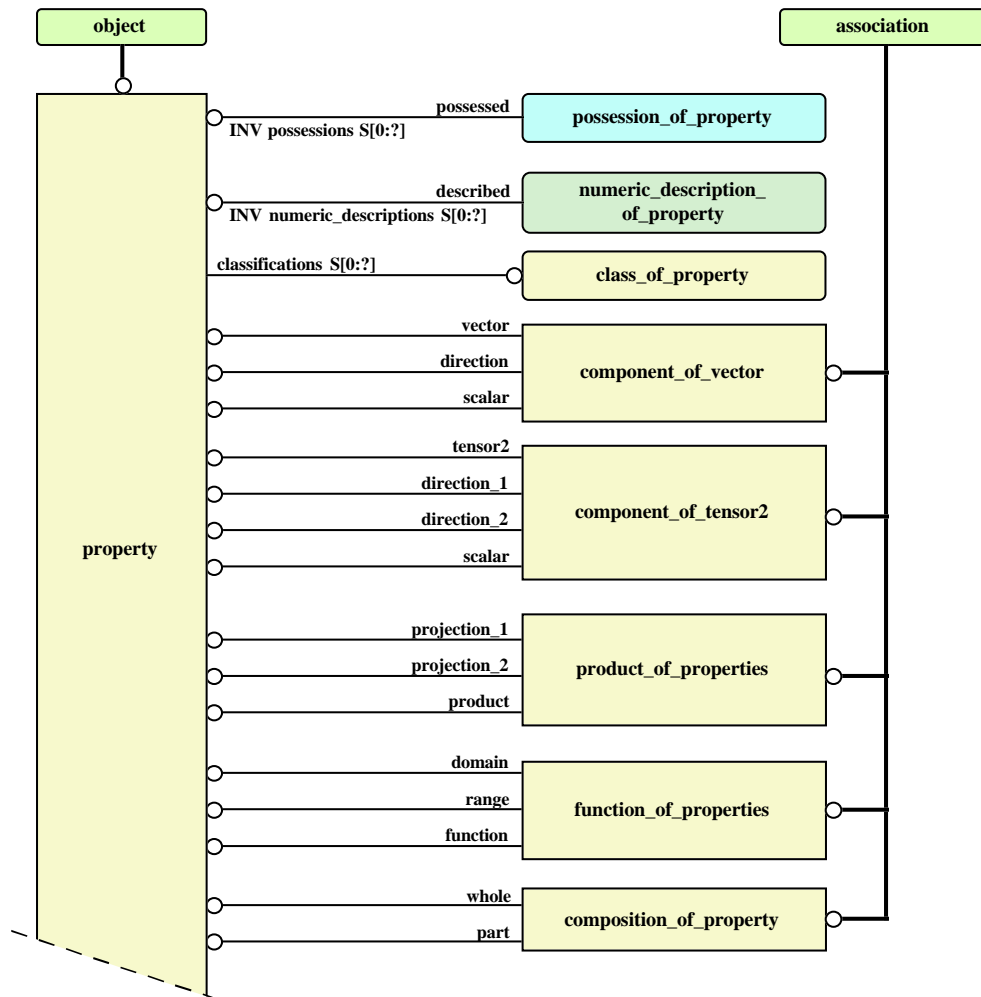 object
association
possessed
possession_of_property
INV possessions S[0:?]
described
numeric_description_
of_property
INV numeric_descriptions S[0:?]
classifications S[0:?]
class_of_property
vector
direction
component_of_vector
scalar
tensor2
direction_1
component_of_tensor2
direction_2
property
scalar
projection_1
projection_2
product_of_properties
product
domain
range
function_of_properties
function
whole
composition_of_property
part